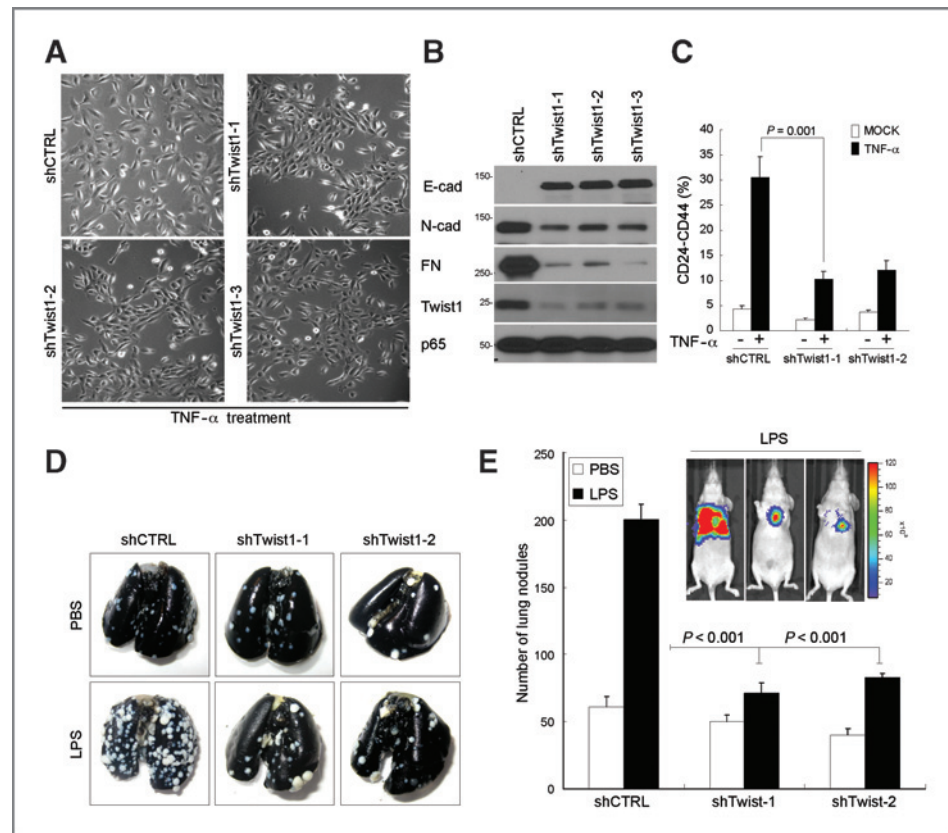 A
shCTRL
shTwist1-1
shTwist1-2
shTwist1-3
TNF-α treatment
B
shCTRL
shTwist1-1
shTwist1-2
shTwist1-3
E-cad
150-
N-cad
150-
FN
250-
Twist1
25-
p65
50-
C
MOCK
TNF-α
P = 0.001
CD24-CD44 (%)
40
35
30
25
20
15
10
5
0
TNF-α
- + - + - +
shCTRL shTwist1-1 shTwist1-2
D
shCTRL shTwist1-1 shTwist1-2
PBS
LPS
E
PBS
LPS
LPS
120
100
80
60
40
20
Number of lung nodules
250
200
150
100
50
0
P < 0.001 P < 0.001
shCTRL shTwist-1 shTwist-2